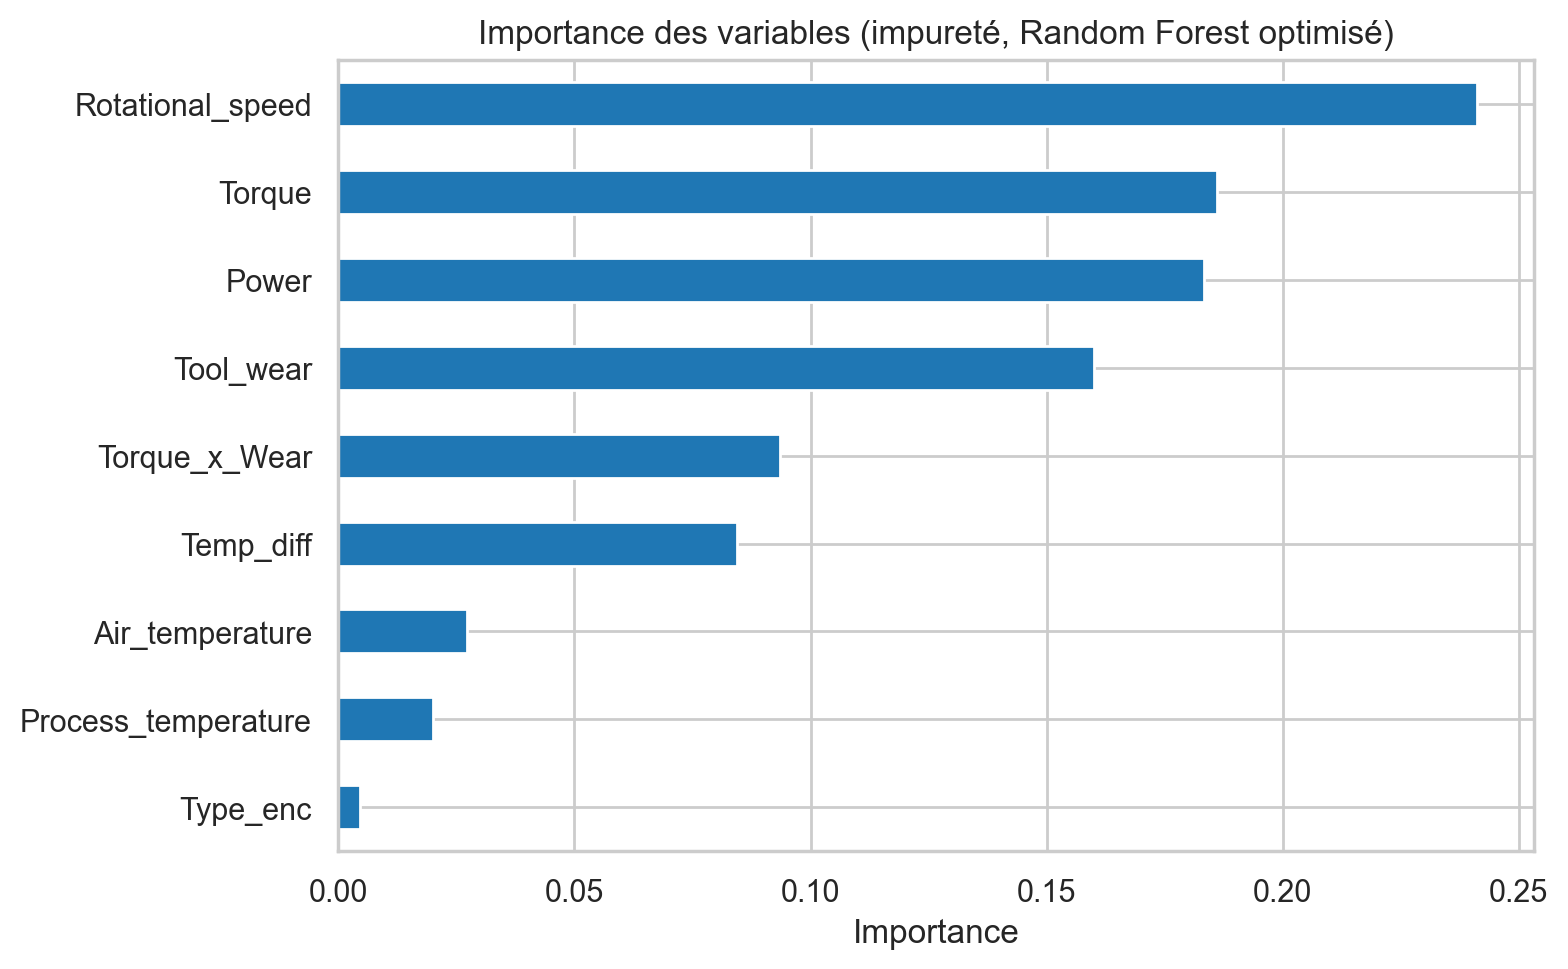 Importance des variables (impureté, Random Forest optimisé)
Rotational_speed
Torque
Power
Tool_wear
Torque_x_Wear
Temp_diff
Air_temperature
Process_temperature
Type_enc
0.00 0.05 0.10 0.15 0.20 0.25
Importance